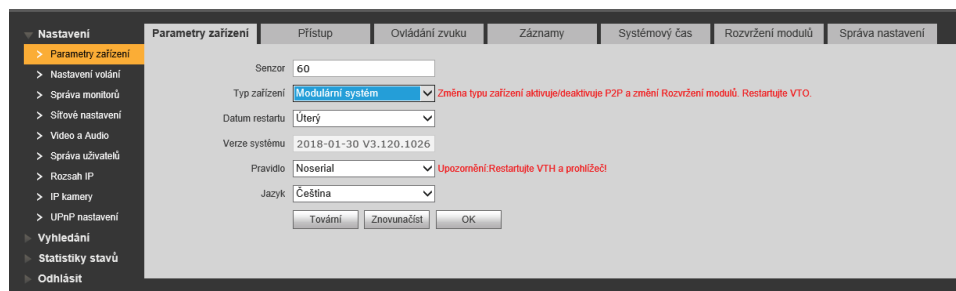 Nastavení
Parametry zařízení
Nastavení volání
Správa monitorů
Síťové nastavení
Video a Audio
Správa uživatelů
Rozsah IP
IP kamery
UPnP nastavení
Vyhledání
Statistiky stavů
Odhlásit
Parametry zařízení Přístup Ovládání zvuku Záznamy Systémový čas Rozvržení modulů Správa nastavení
Senzor 60
Typ zařízení Modulární systém Změna typu zařízení aktivuje/deaktivuje P2P a změní Rozvržení modulů. Restartujte VTO.
Datum restartu Úterý
Verze systému 2018-01-30 V3.120.1026
Pravidlo Noserial Upozornění:Restartujte VTH a prohlížeč!
Jazyk Čeština
Tovární Znovunačíst OK